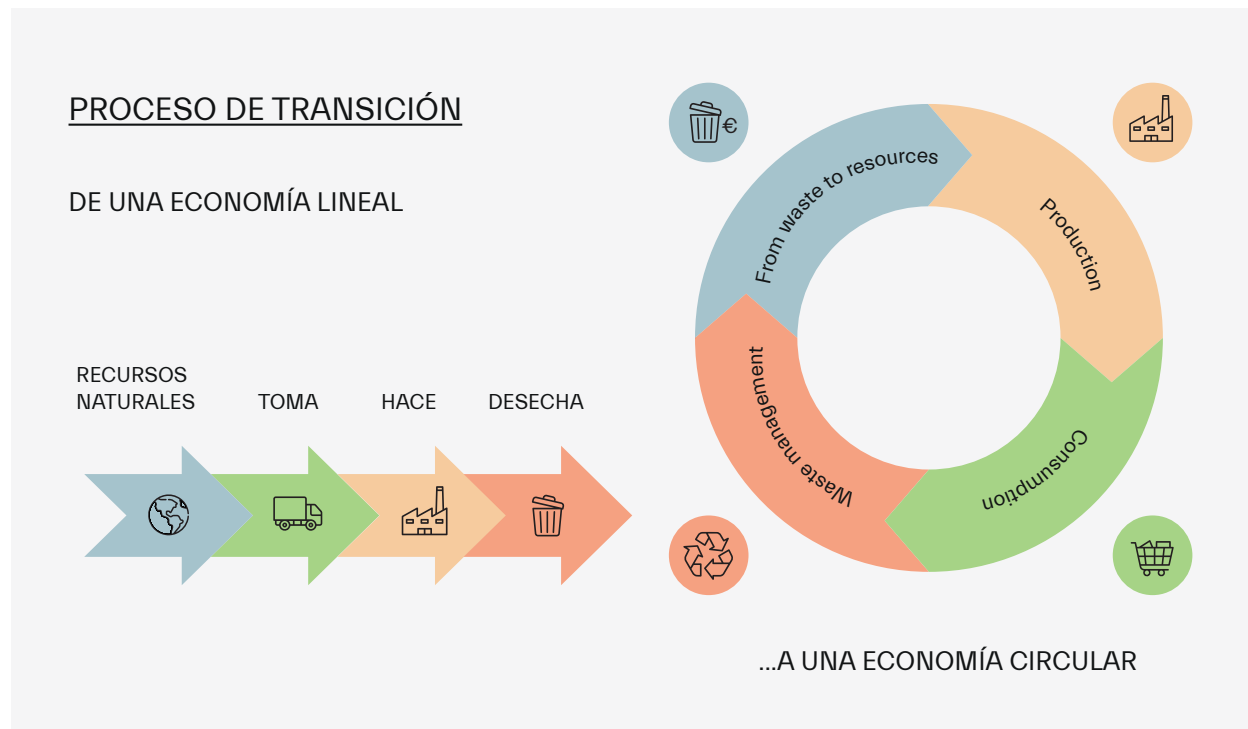 PROCESO DE TRANSICIÓN
DE UNA ECONOMÍA LINEAL
RECURSOS
NATURALES
TOMA
HACE
DESECHA
€
From waste to resources
Production
Consumption
Waste management
...A UNA ECONOMÍA CIRCULAR